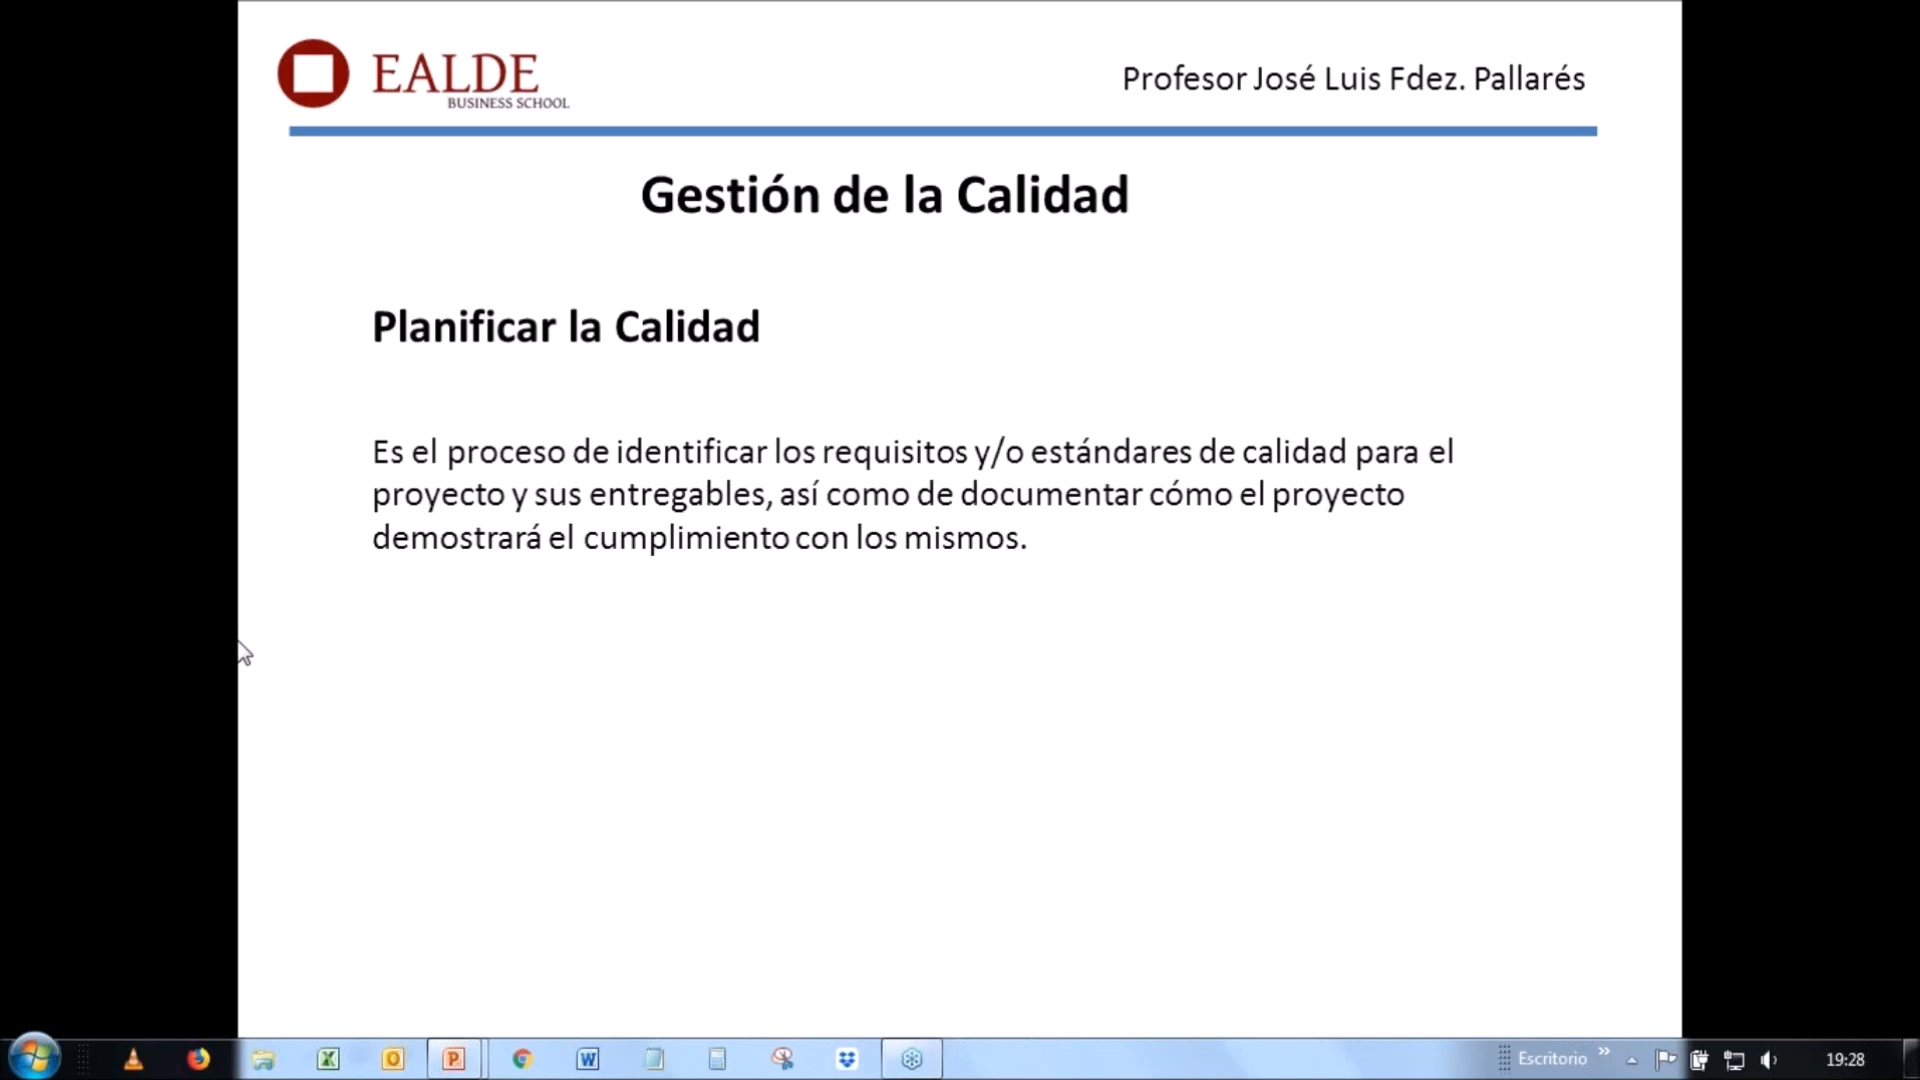 EALDE
BUSINESS SCHOOL
Profesor José Luis Fdez. Pallarés
Gestión de la Calidad
Planificar la Calidad
Es el proceso de identificar los requisitos y/o estándares de calidad para el
proyecto y sus entregables, así como de documentar cómo el proyecto
demostrará el cumplimiento con los mismos.
Escritorio
19:28